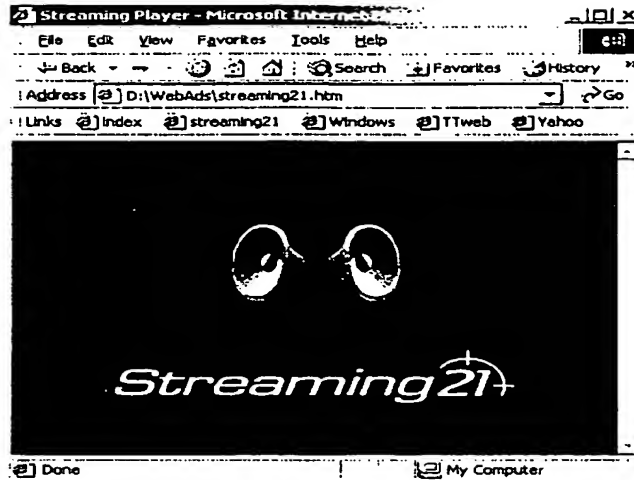 Streaming Player - Microsoft Internet
File Edit View Favorites Tools Help
Back Search Favorites History »
Address D:\WebAds\streaming21.htm Go
Links Index streaming21 Windows TTweb Yahoo
Streaming21
Done My Computer